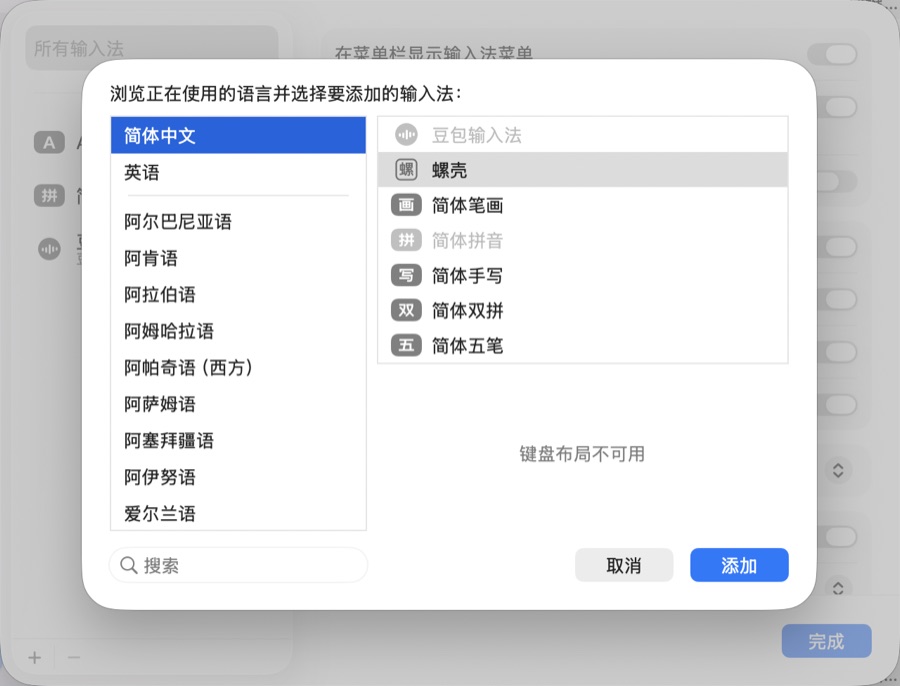 所有输入法
在菜单栏显示输入法菜单
A
拼
浏览正在使用的语言并选择要添加的输入法：
简体中文
英语
阿尔巴尼亚语
阿肯语
阿拉伯语
阿姆哈拉语
阿帕奇语 (西方)
阿萨姆语
阿塞拜疆语
阿伊努语
爱尔兰语
豆包输入法
螺 螺壳
画 简体笔画
拼 简体拼音
写 简体手写
双 简体双拼
五 简体五笔
键盘布局不可用
搜索
取消
添加
完成